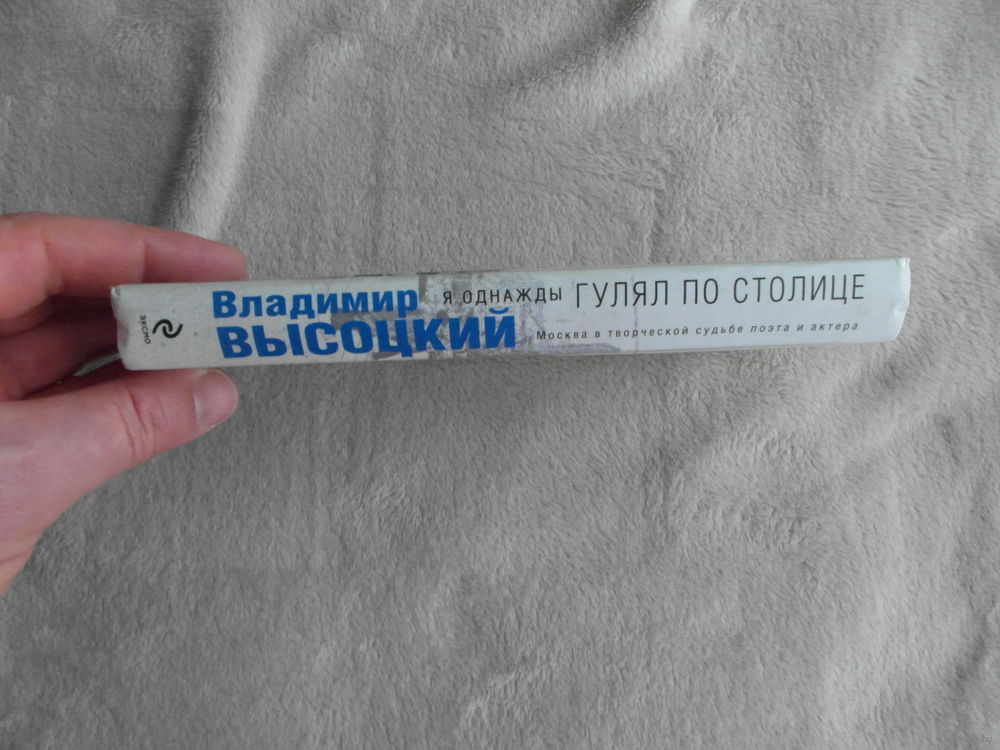 эксмо
Владимир
ВЫСОЦКИЙ
Я ОДНАЖДЫ ГУЛЯЛ ПО СТОЛИЦЕ
Москва в творческой судьбе поэта и актера